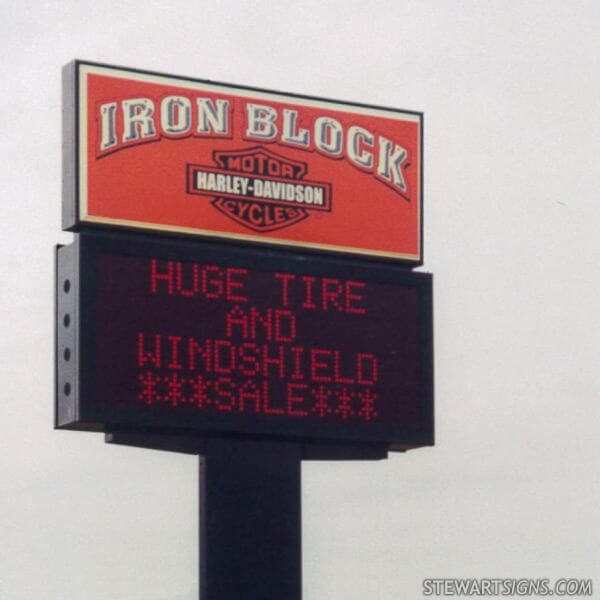 IRON BLOCK
MOTOR
HARLEY-DAVIDSON
CYCLES
HUGE TIRE
AND
WINDSHIELD
***SALE***
STEWARTSIGNS.COM